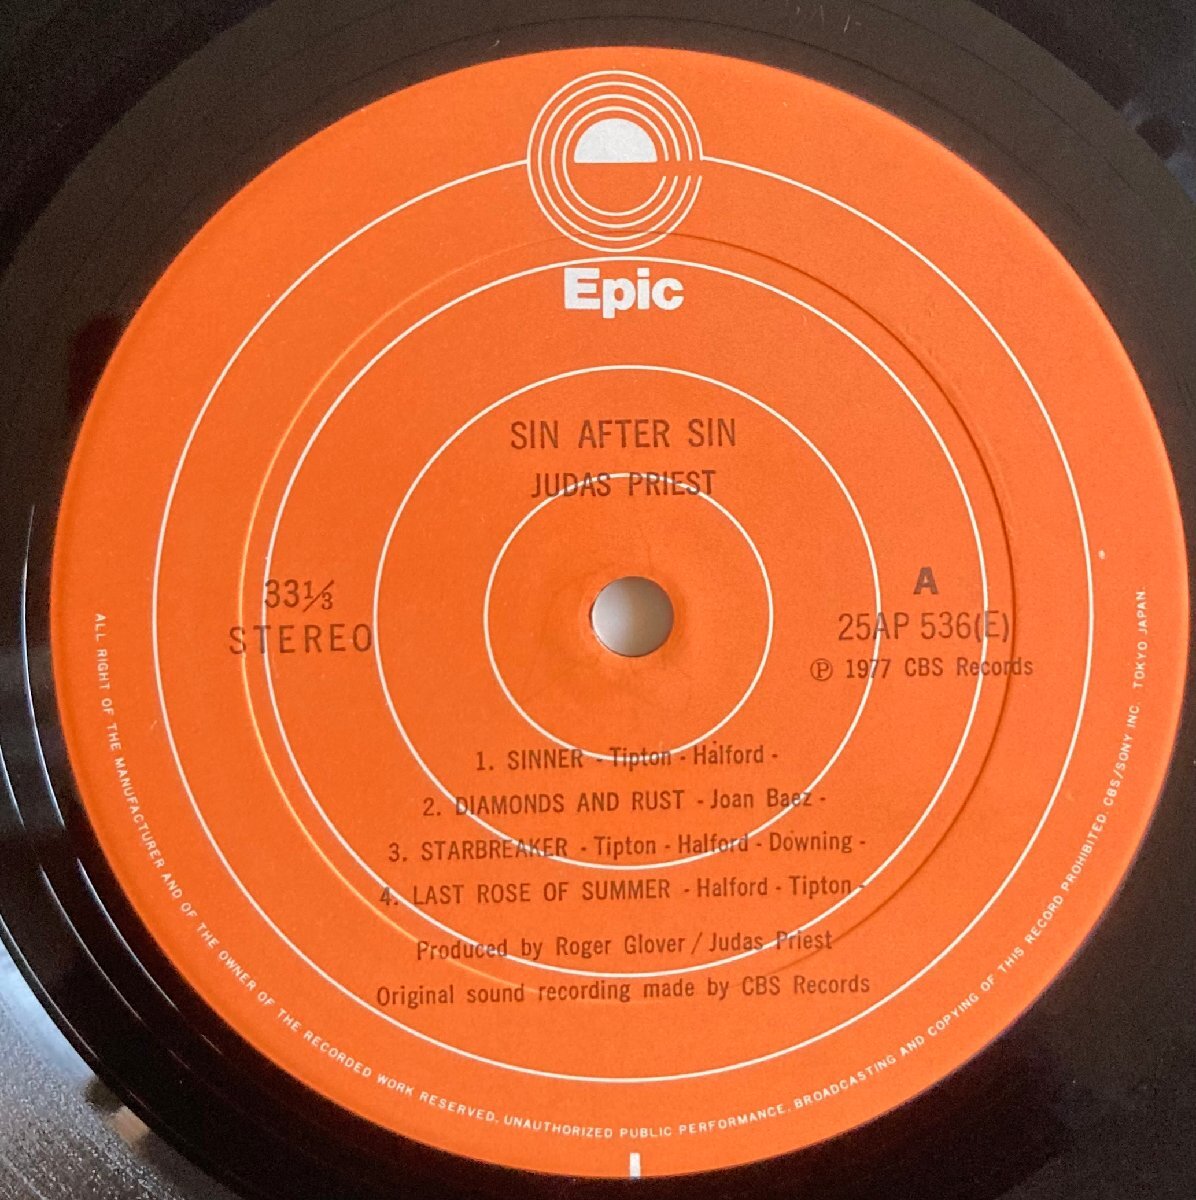 Epic
SIN AFTER SIN
JUDAS PRIEST
33⅓
STEREO
A
25AP 536(E)
Ⓟ 1977 CBS Records
1. SINNER - Tipton - Halford -
2. DIAMONDS AND RUST - Joan Baez -
3. STARBREAKER - Tipton - Halford - Downing -
4. LAST ROSE OF SUMMER - Halford - Tipton -
Produced by Roger Glover / Judas Priest
Original sound recording made by CBS Records
ALL RIGHT OF THE MANUFACTURER AND OF THE OWNER OF THE RECORDED WORK RESERVED. UNAUTHORIZED PUBLIC PERFORMANCE. BROADCASTING AND COPYING OF THIS RECORD PROHIBITED. CBS/SONY INC. TOKYO JAPAN.